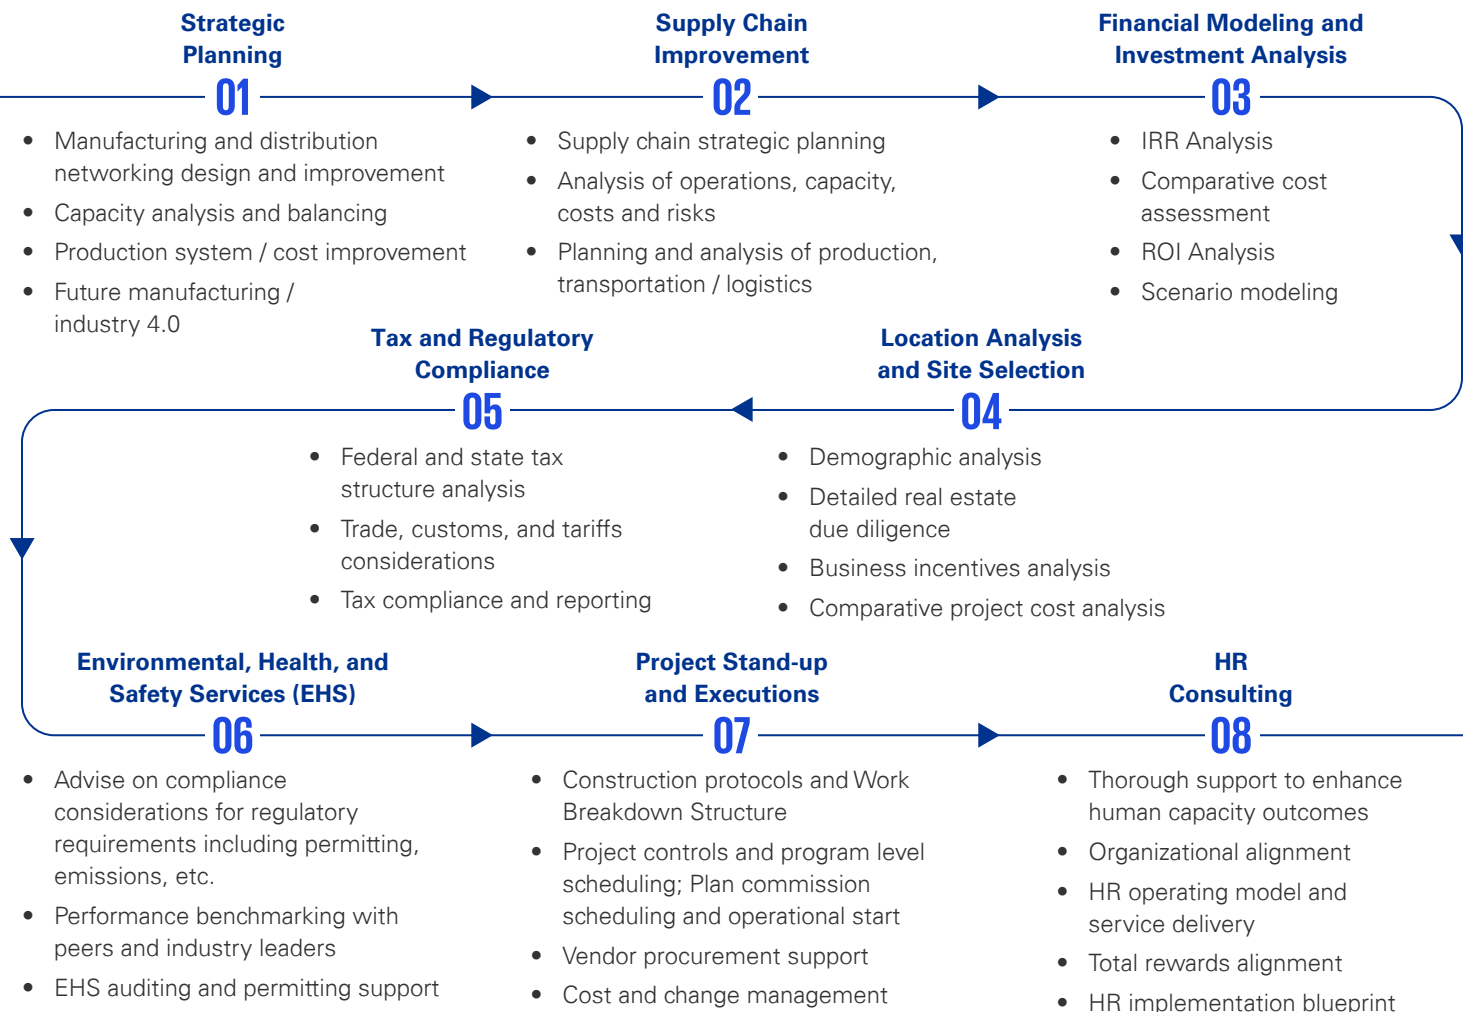 Strategic
Planning
01
• Manufacturing and distribution
networking design and improvement
• Capacity analysis and balancing
• Production system / cost improvement
• Future manufacturing /
industry 4.0
Supply Chain
Improvement
02
• Supply chain strategic planning
• Analysis of operations, capacity,
costs and risks
• Planning and analysis of production,
transportation / logistics
Financial Modeling and
Investment Analysis
03
• IRR Analysis
• Comparative cost
assessment
• ROI Analysis
• Scenario modeling
Location Analysis
and Site Selection
04
• Demographic analysis
• Detailed real estate
due diligence
• Business incentives analysis
• Comparative project cost analysis
Tax and Regulatory
Compliance
05
• Federal and state tax
structure analysis
• Trade, customs, and tariffs
considerations
• Tax compliance and reporting
Environmental, Health, and
Safety Services (EHS)
06
• Advise on compliance
considerations for regulatory
requirements including permitting,
emissions, etc.
• Performance benchmarking with
peers and industry leaders
• EHS auditing and permitting support
Project Stand-up
and Executions
07
• Construction protocols and Work
Breakdown Structure
• Project controls and program level
scheduling; Plan commission
scheduling and operational start
• Vendor procurement support
• Cost and change management
HR
Consulting
08
• Thorough support to enhance
human capacity outcomes
• Organizational alignment
• HR operating model and
service delivery
• Total rewards alignment
• HR implementation blueprint